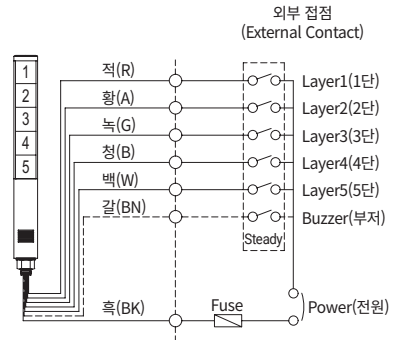 외부 접점
(External Contact)
1
2
3
4
5
적(R)
Layer1(1단)
황(A)
Layer2(2단)
녹(G)
Layer3(3단)
청(B)
Layer4(4단)
백(W)
Layer5(5단)
갈(BN)
Buzzer(부저)
Steady
흑(BK)
Fuse
Power(전원)